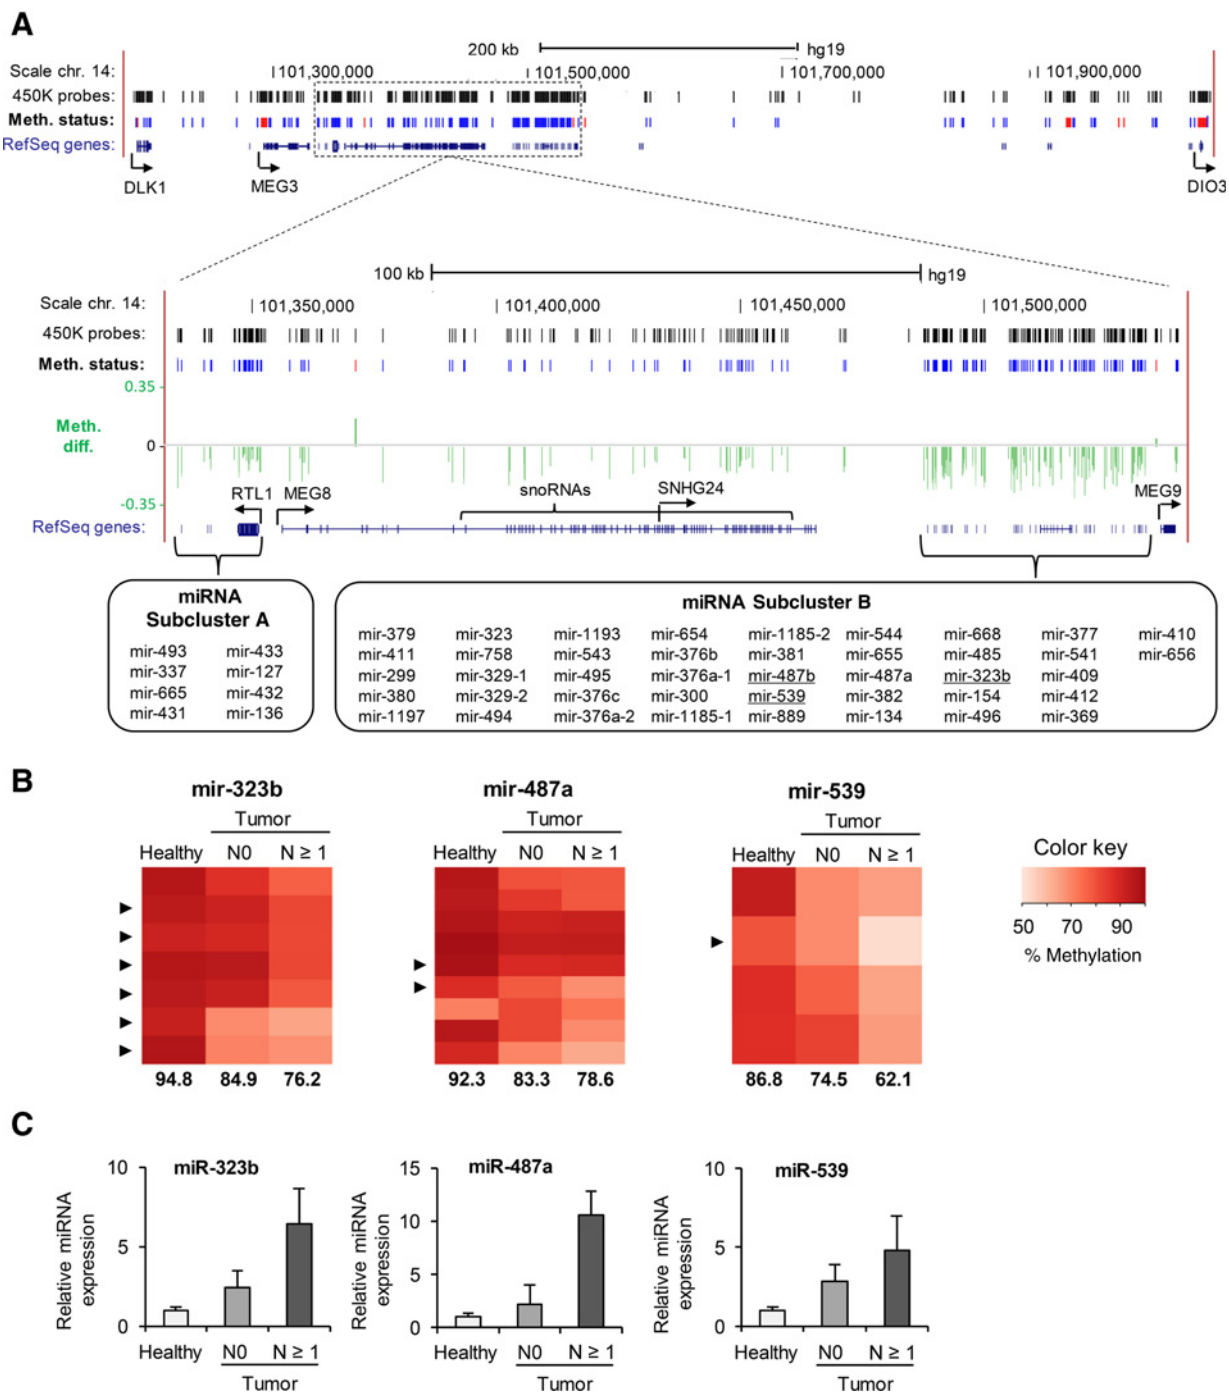 A
200 kb hg19
Scale chr. 14: 101,300,000 101,500,000 101,700,000 101,900,000
450K probes:
Meth. status:
RefSeq genes:
DLK1 MEG3 DIO3
100 kb hg19
Scale chr. 14: 101,350,000 101,400,000 101,450,000 101,500,000
450K probes:
Meth. status:
0.35
Meth.
diff.
0
-0.35
RTL1 MEG8 snoRNAs SNHG24 MEG9
RefSeq genes:
miRNA
Subcluster A
mir-493 mir-433
mir-337 mir-127
mir-665 mir-432
mir-431 mir-136
miRNA Subcluster B
mir-379 mir-323 mir-1193 mir-654 mir-1185-2 mir-544 mir-668 mir-377 mir-410
mir-411 mir-758 mir-543 mir-376b mir-381 mir-655 mir-485 mir-541 mir-656
mir-299 mir-329-1 mir-495 mir-376a-1 mir-487b mir-487a mir-323b mir-409
mir-380 mir-329-2 mir-376c mir-300 mir-539 mir-382 mir-154 mir-412
mir-1197 mir-494 mir-376a-2 mir-1185-1 mir-889 mir-134 mir-496 mir-369
B
mir-323b mir-487a mir-539
Tumor Tumor Tumor
Healthy N0 N ≥ 1 Healthy N0 N ≥ 1 Healthy N0 N ≥ 1
Color key
50 70 90
% Methylation
94.8 84.9 76.2 92.3 83.3 78.6 86.8 74.5 62.1
C
miR-323b
Relative miRNA
expression
10
5
0
Healthy N0 N ≥ 1
Tumor
miR-487a
Relative miRNA
expression
15
10
5
0
Healthy N0 N ≥ 1
Tumor
miR-539
Relative miRNA
expression
10
5
0
Healthy N0 N ≥ 1
Tumor